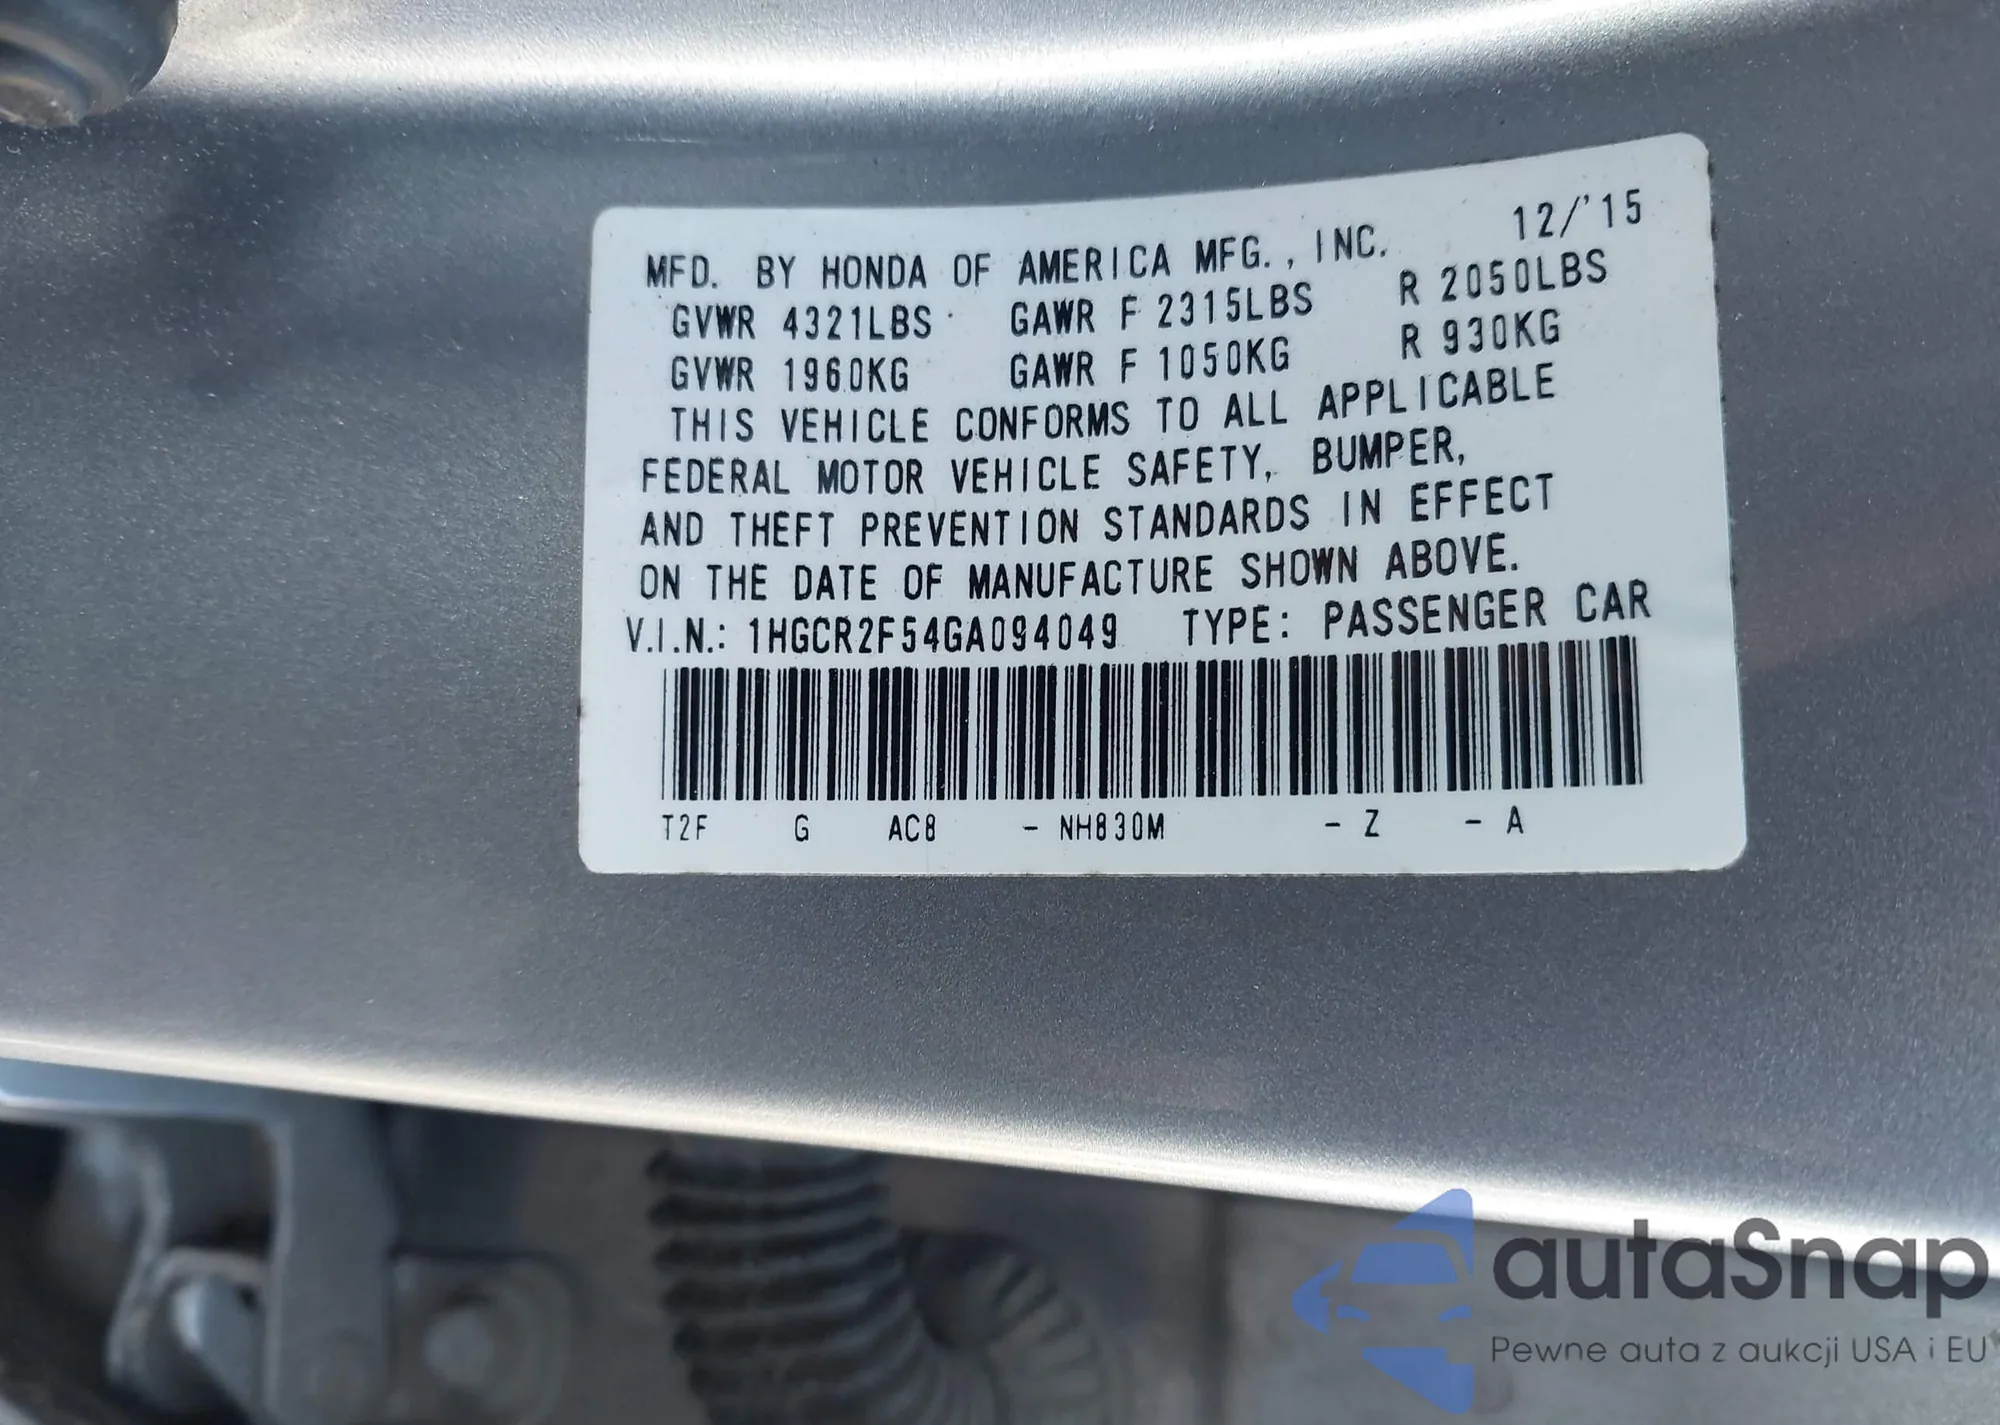 MFD. BY HONDA OF AMERICA MFG., INC. 12/'15
GVWR 4321LBS GAWR F 2315LBS R 2050LBS
GVWR 1960KG GAWR F 1050KG R 930KG
THIS VEHICLE CONFORMS TO ALL APPLICABLE
FEDERAL MOTOR VEHICLE SAFETY, BUMPER,
AND THEFT PREVENTION STANDARDS IN EFFECT
ON THE DATE OF MANUFACTURE SHOWN ABOVE.
V.I.N.: 1HGCR2F54GA094049 TYPE: PASSENGER CAR
T2F G AC8 - NH830M - Z - A
autaSnap
Pewne auta z aukcji USA i EU